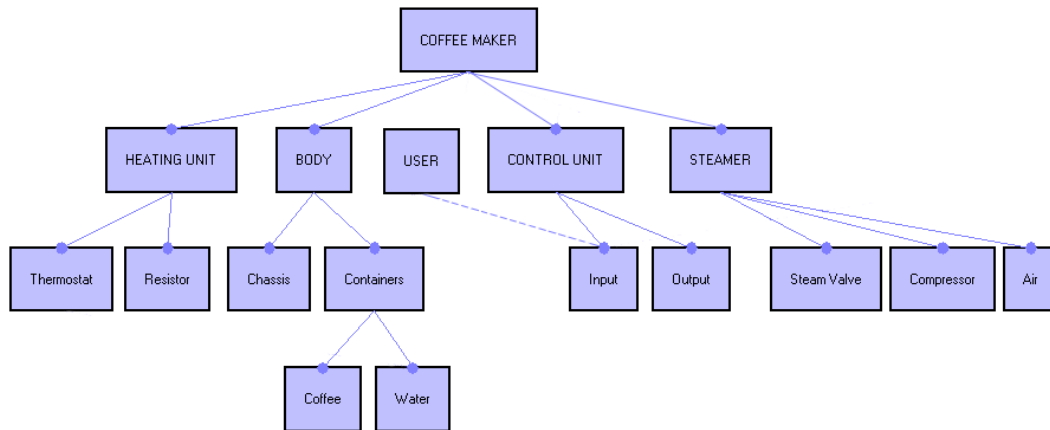 COFFEE MAKER
HEATING UNIT
BODY
USER
CONTROL UNIT
STEAMER
Thermostat
Resistor
Chassis
Containers
Input
Output
Steam Valve
Compressor
Air
Coffee
Water